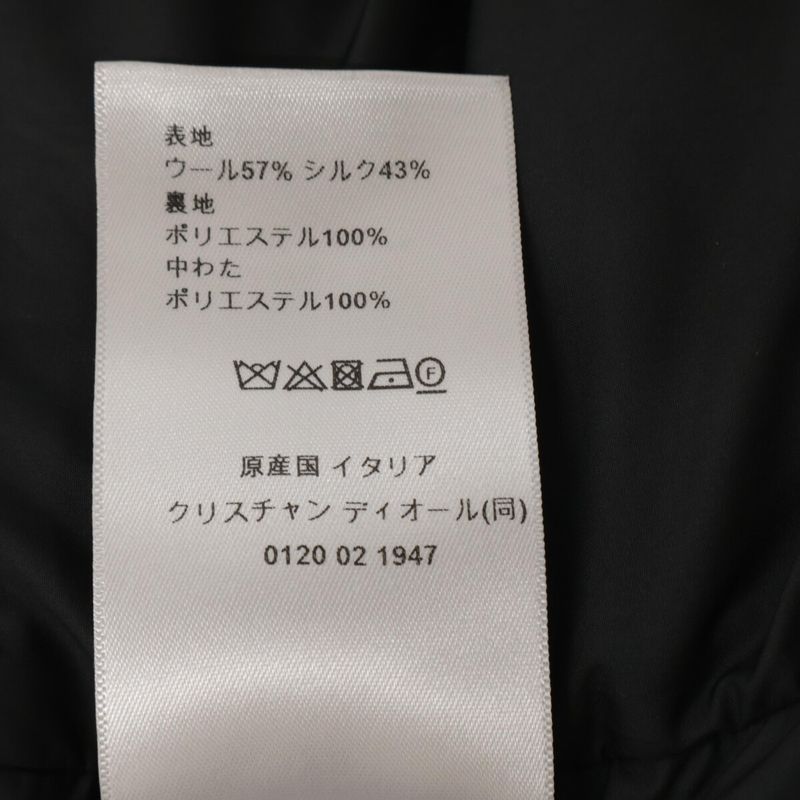 表地
ウール57% シルク43%
裏地
ポリエステル100%
中わた
ポリエステル100%
F
原産国 イタリア
クリスチャン ディオール(同)
0120 02 1947